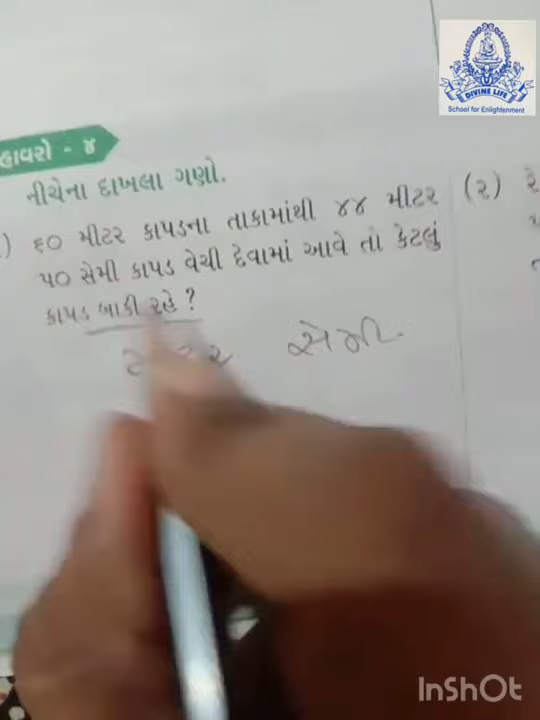 DIVINE LIFE
School for Enlightenment
હાવરો - ૪
નીચેના દાખલા ગણો.
૬૦ મીટર કાપડના તાકામાંથી ૪૪ મીટર
૫૦ સેમી કાપડ વેચી દેવામાં આવે તો કેટલું
કાપડ બાકી રહે ?
(૨)
સેમી
InShOt